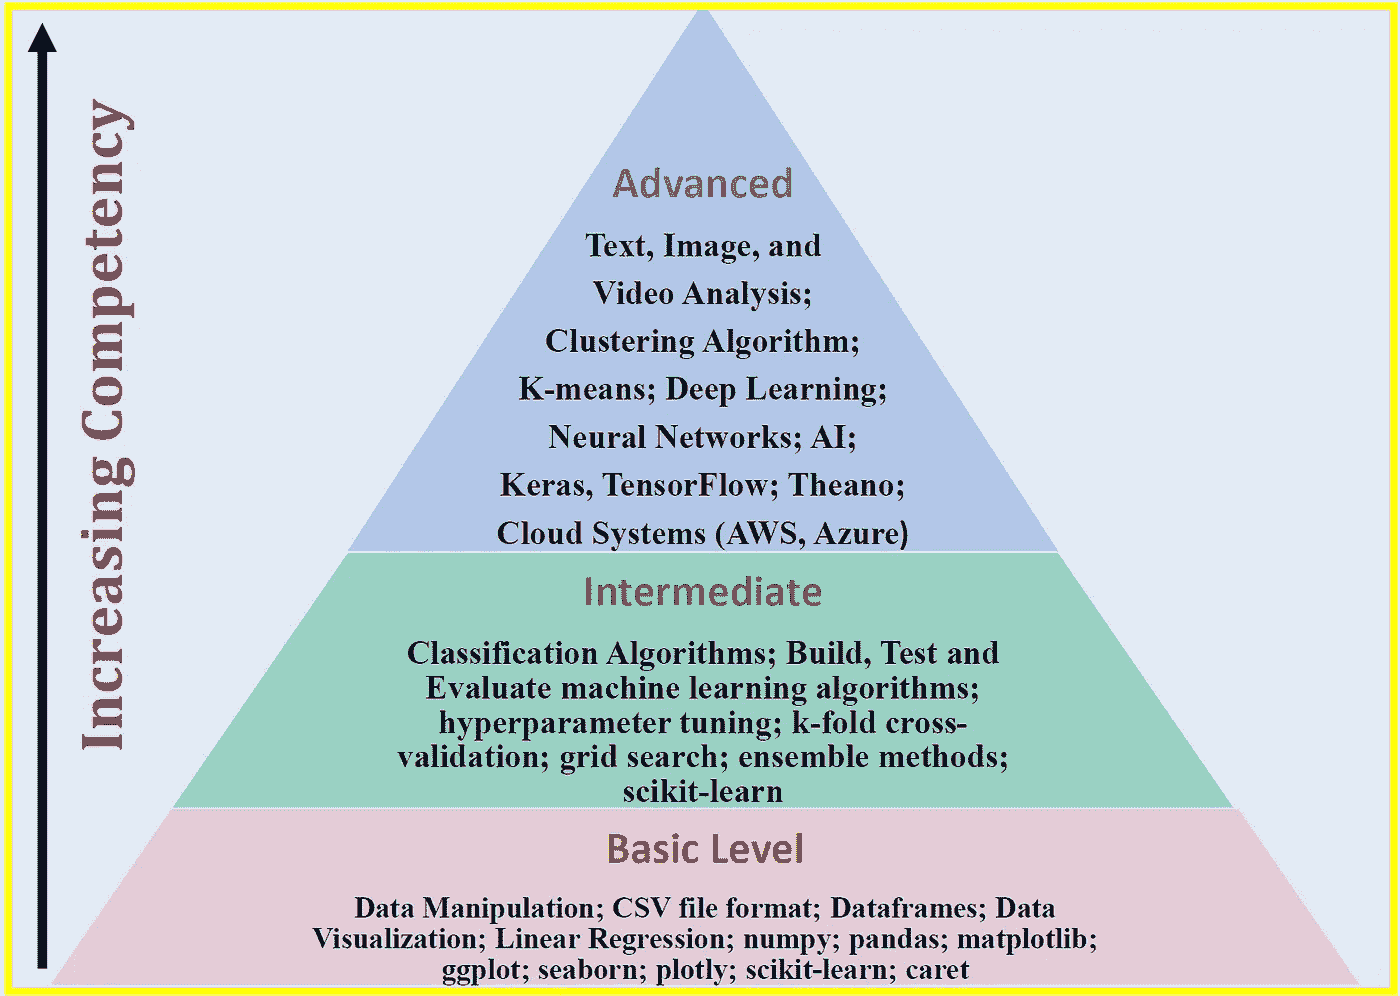 Increasing Competency
Advanced
Text, Image, and
Video Analysis;
Clustering Algorithm;
K-means; Deep Learning;
Neural Networks; AI;
Keras, TensorFlow; Theano;
Cloud Systems (AWS, Azure)
Intermediate
Classification Algorithms; Build, Test and
Evaluate machine learning algorithms;
hyperparameter tuning; k-fold cross-
validation; grid search; ensemble methods;
scikit-learn
Basic Level
Data Manipulation; CSV file format; Dataframes; Data
Visualization; Linear Regression; numpy; pandas; matplotlib;
ggplot; seaborn; plotly; scikit-learn; caret